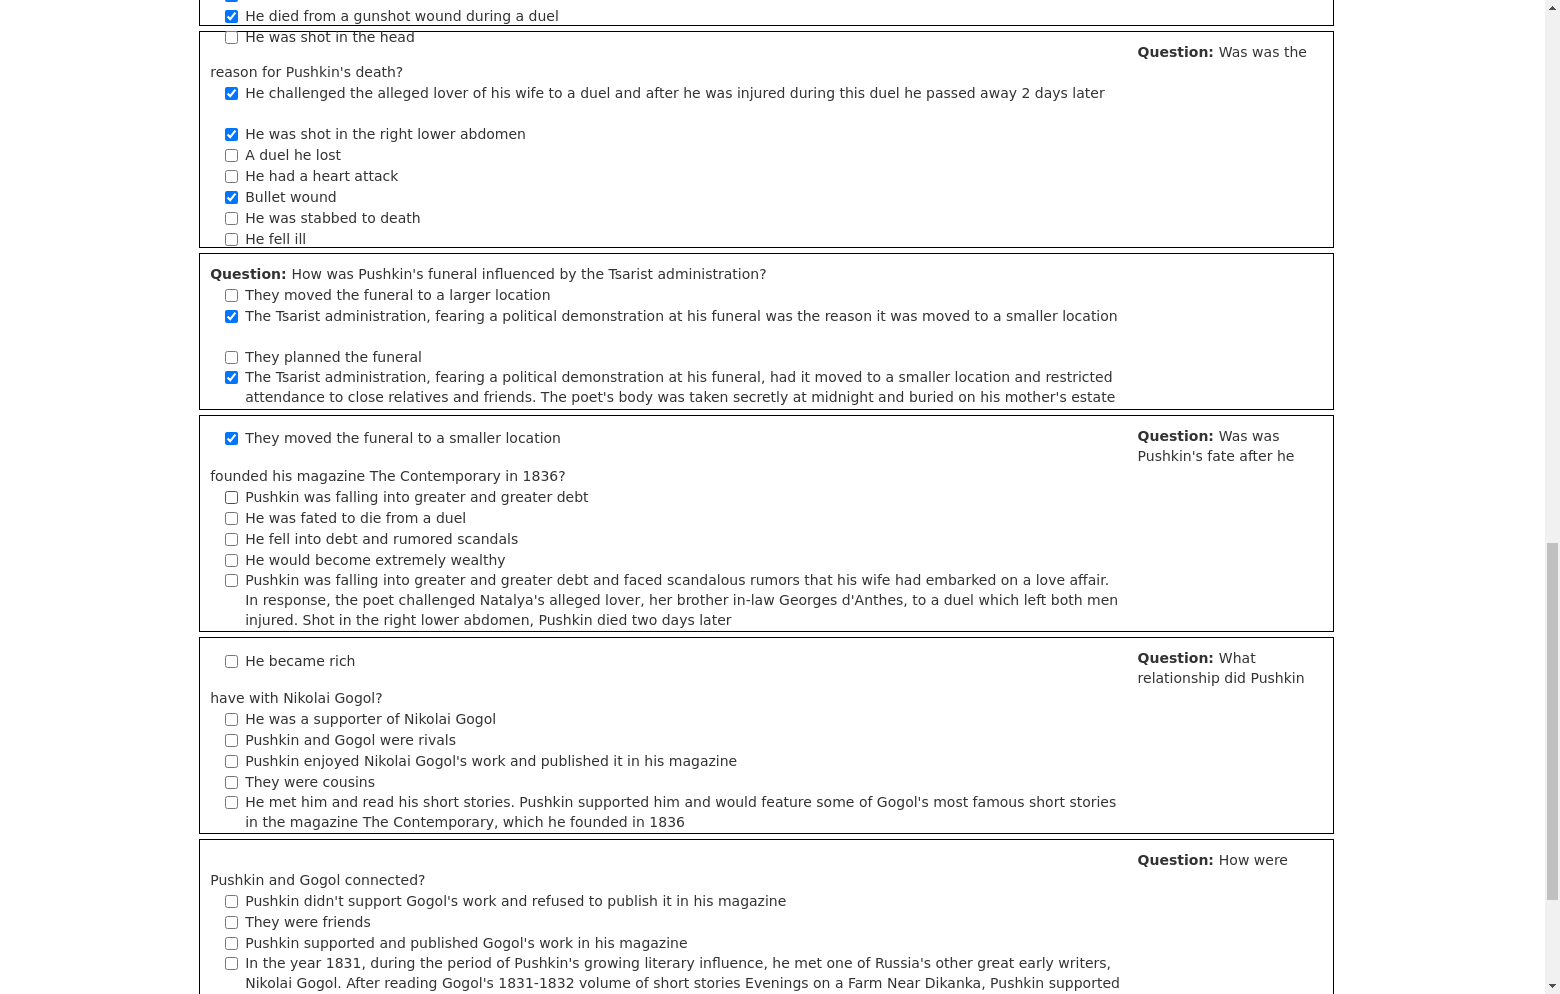 He died from a gunshot wound during a duel
He was shot in the head
Question: Was was the
reason for Pushkin's death?
He challenged the alleged lover of his wife to a duel and after he was injured during this duel he passed away 2 days later
He was shot in the right lower abdomen
A duel he lost
He had a heart attack
Bullet wound
He was stabbed to death
He fell ill
Question: How was Pushkin's funeral influenced by the Tsarist administration?
They moved the funeral to a larger location
The Tsarist administration, fearing a political demonstration at his funeral was the reason it was moved to a smaller location
They planned the funeral
The Tsarist administration, fearing a political demonstration at his funeral, had it moved to a smaller location and restricted
attendance to close relatives and friends. The poet's body was taken secretly at midnight and buried on his mother's estate
They moved the funeral to a smaller location
Question: Was was
Pushkin's fate after he
founded his magazine The Contemporary in 1836?
Pushkin was falling into greater and greater debt
He was fated to die from a duel
He fell into debt and rumored scandals
He would become extremely wealthy
Pushkin was falling into greater and greater debt and faced scandalous rumors that his wife had embarked on a love affair.
In response, the poet challenged Natalya's alleged lover, her brother in-law Georges d'Anthes, to a duel which left both men
injured. Shot in the right lower abdomen, Pushkin died two days later
He became rich
Question: What
relationship did Pushkin
have with Nikolai Gogol?
He was a supporter of Nikolai Gogol
Pushkin and Gogol were rivals
Pushkin enjoyed Nikolai Gogol's work and published it in his magazine
They were cousins
He met him and read his short stories. Pushkin supported him and would feature some of Gogol's most famous short stories
in the magazine The Contemporary, which he founded in 1836
Question: How were
Pushkin and Gogol connected?
Pushkin didn't support Gogol's work and refused to publish it in his magazine
They were friends
Pushkin supported and published Gogol's work in his magazine
In the year 1831, during the period of Pushkin's growing literary influence, he met one of Russia's other great early writers,
Nikolai Gogol. After reading Gogol's 1831-1832 volume of short stories Evenings on a Farm Near Dikanka, Pushkin supported